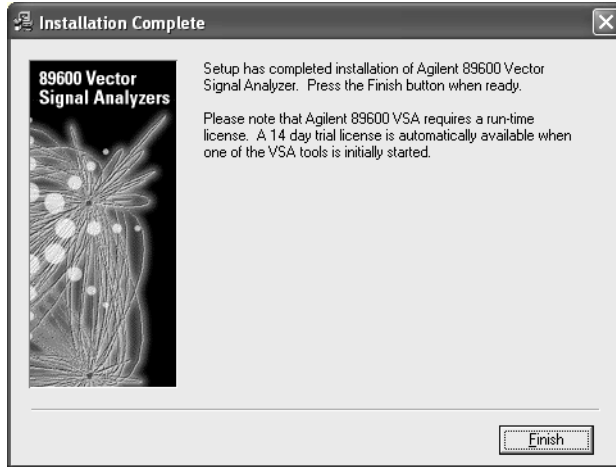 Installation Complete
89600 Vector
Signal Analyzers
Setup has completed installation of Agilent 89600 Vector
Signal Analyzer. Press the Finish button when ready.
Please note that Agilent 89600 VSA requires a run-time
license. A 14 day trial license is automatically available when
one of the VSA tools is initially started.
Finish